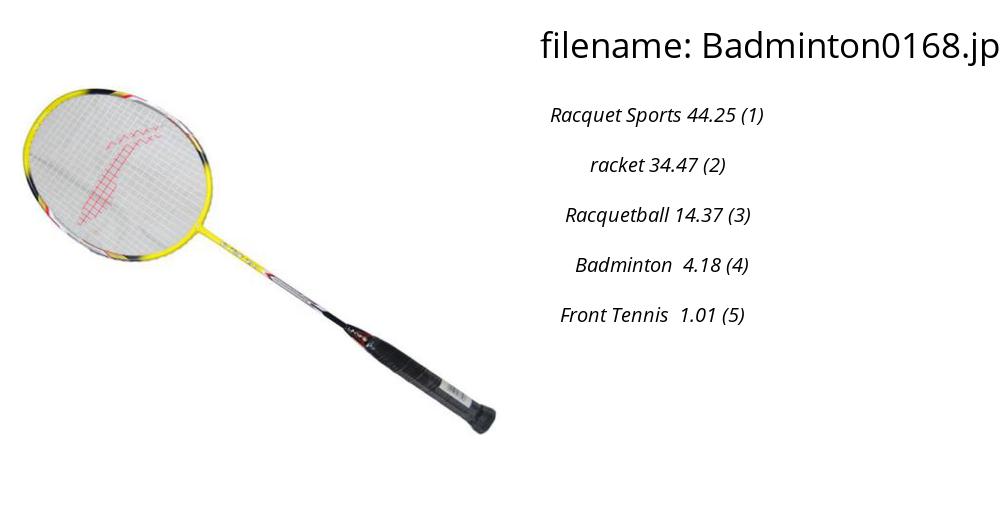 filename: Badminton0168.jp
Racquet Sports 44.25 (1)
racket 34.47 (2)
Racquetball 14.37 (3)
Badminton  4.18 (4)
Front Tennis  1.01 (5)